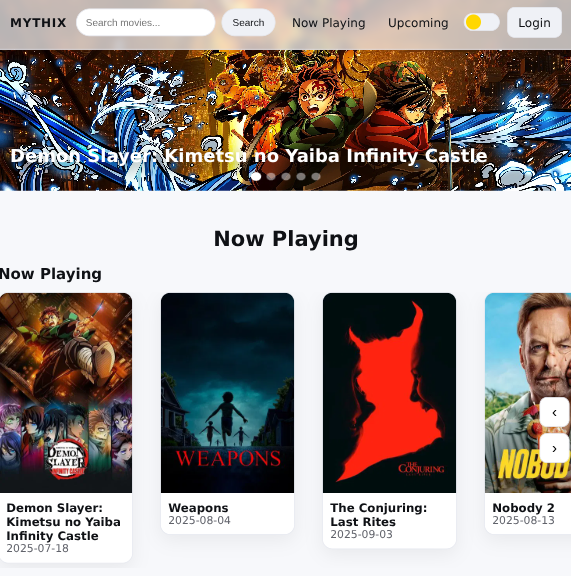 MYTHIX
Search movies...
Search
Now Playing
Upcoming
Login
Demon Slayer: Kimetsu no Yaiba Infinity Castle
Now Playing
Now Playing
DEMON
SLAYER
INFINITY CASTLE
WEAPONS
THE
CONJURING
NOBOD
Demon Slayer:
Kimetsu no Yaiba
Infinity Castle
2025-07-18
Weapons
2025-08-04
The Conjuring:
Last Rites
2025-09-03
Nobody 2
2025-08-13